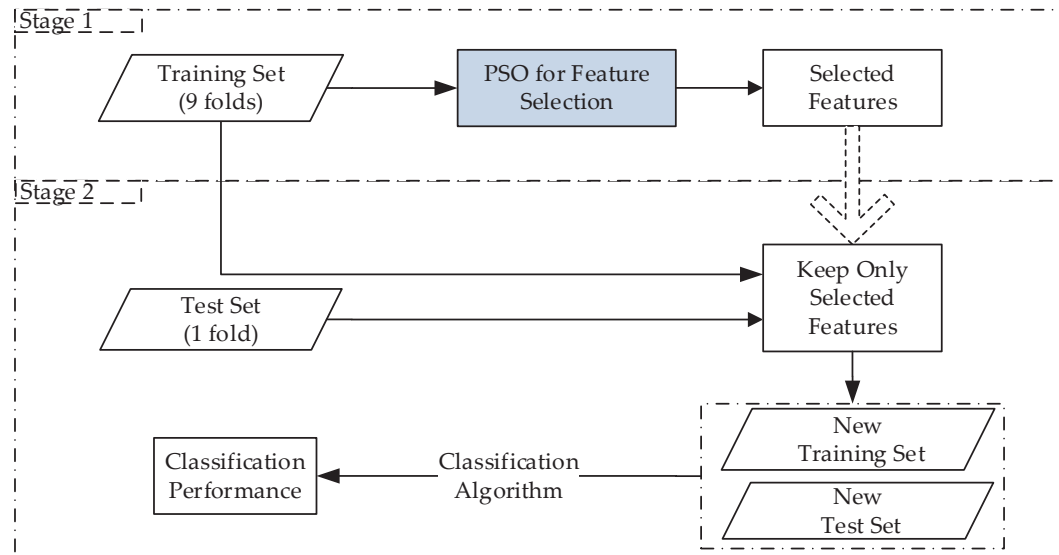 Stage 1
Training Set
(9 folds)
PSO for Feature
Selection
Selected
Features
Stage 2
Keep Only
Selected
Features
Test Set
(1 fold)
New
Training Set
New
Test Set
Classification
Algorithm
Classification
Performance